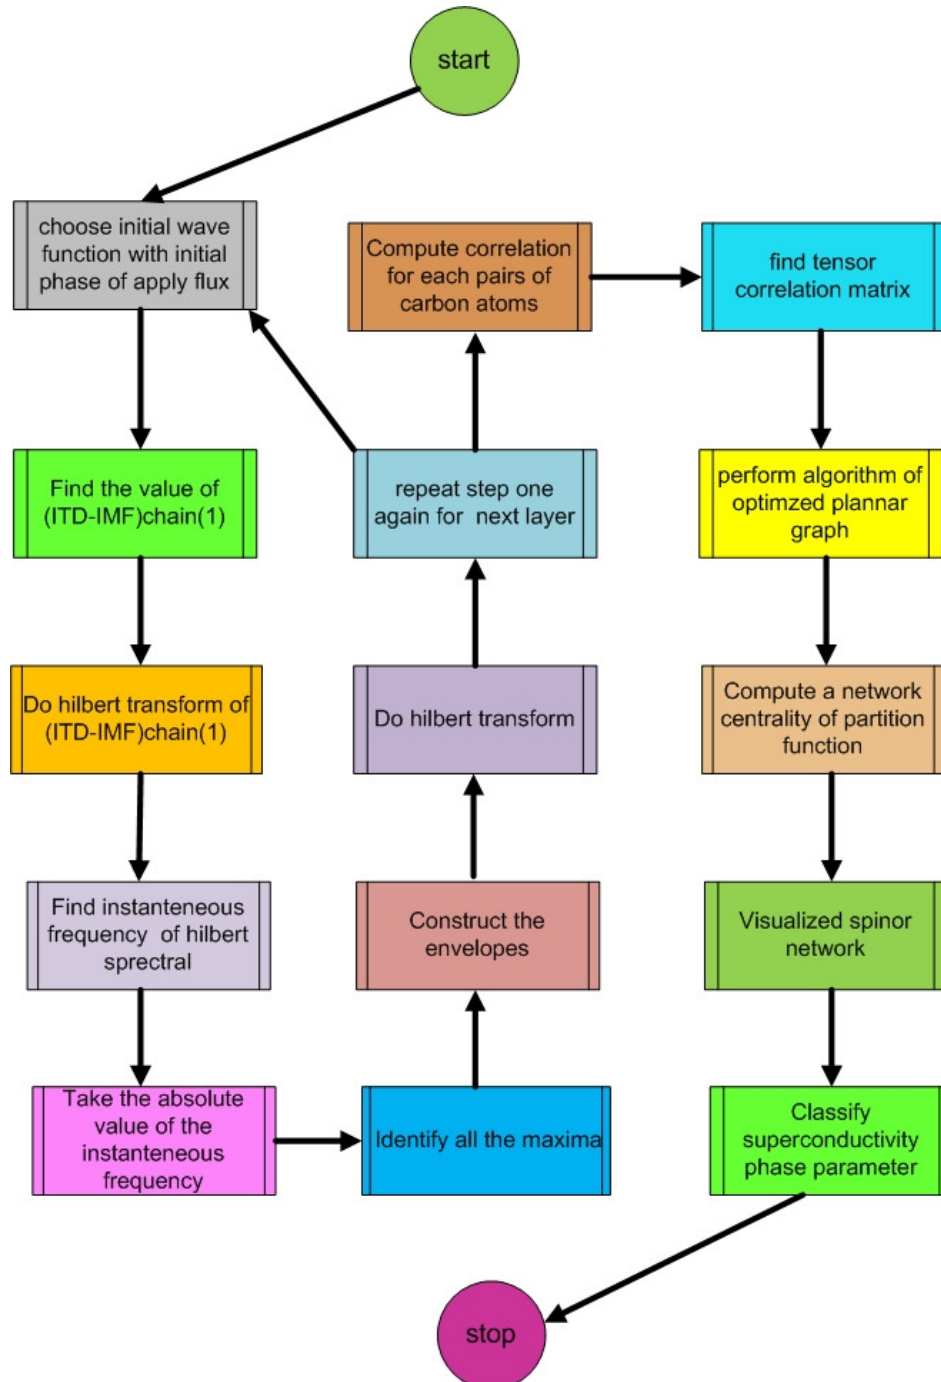 start
choose initial wave
function with initial
phase of apply flux
Find the value of
(ITD-IMF)chain(1)
Do hilbert transform of
(ITD-IMF)chain(1)
Find instanteneous
frequency of hilbert
sprectral
Take the absolute
value of the
instanteneous
frequency
Identify all the maxima
Construct the
envelopes
Do hilbert transform
repeat step one
again for next layer
Compute correlation
for each pairs of
carbon atoms
find tensor
correlation matrix
perform algorithm of
optimzed plannar
graph
Compute a network
centrality of partition
function
Visualized spinor
network
Classify
superconductivity
phase parameter
stop